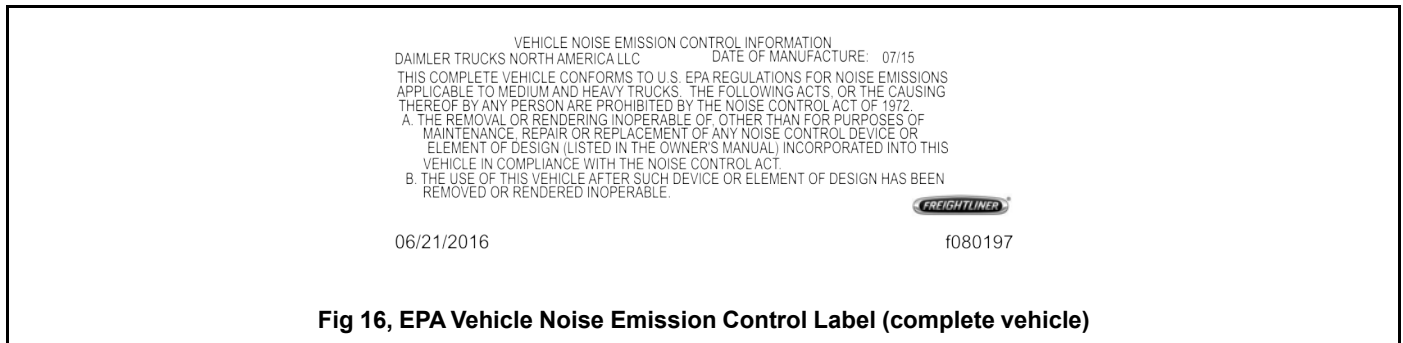 VEHICLE NOISE EMISSION CONTROL INFORMATION
DAIMLER TRUCKS NORTH AMERICA LLC DATE OF MANUFACTURE: 07/15
THIS COMPLETE VEHICLE CONFORMS TO U.S. EPA REGULATIONS FOR NOISE EMISSIONS
APPLICABLE TO MEDIUM AND HEAVY TRUCKS. THE FOLLOWING ACTS, OR THE CAUSING
THEREOF BY ANY PERSON ARE PROHIBITED BY THE NOISE CONTROL ACT OF 1972.
A. THE REMOVAL OR RENDERING INOPERABLE OF, OTHER THAN FOR PURPOSES OF
MAINTENANCE, REPAIR OR REPLACEMENT OF ANY NOISE CONTROL DEVICE OR
ELEMENT OF DESIGN (LISTED IN THE OWNER'S MANUAL) INCORPORATED INTO THIS
VEHICLE IN COMPLIANCE WITH THE NOISE CONTROL ACT.
B. THE USE OF THIS VEHICLE AFTER SUCH DEVICE OR ELEMENT OF DESIGN HAS BEEN
REMOVED OR RENDERED INOPERABLE.
FREIGHTLINER
06/21/2016 f080197
Fig 16, EPA Vehicle Noise Emission Control Label (complete vehicle)